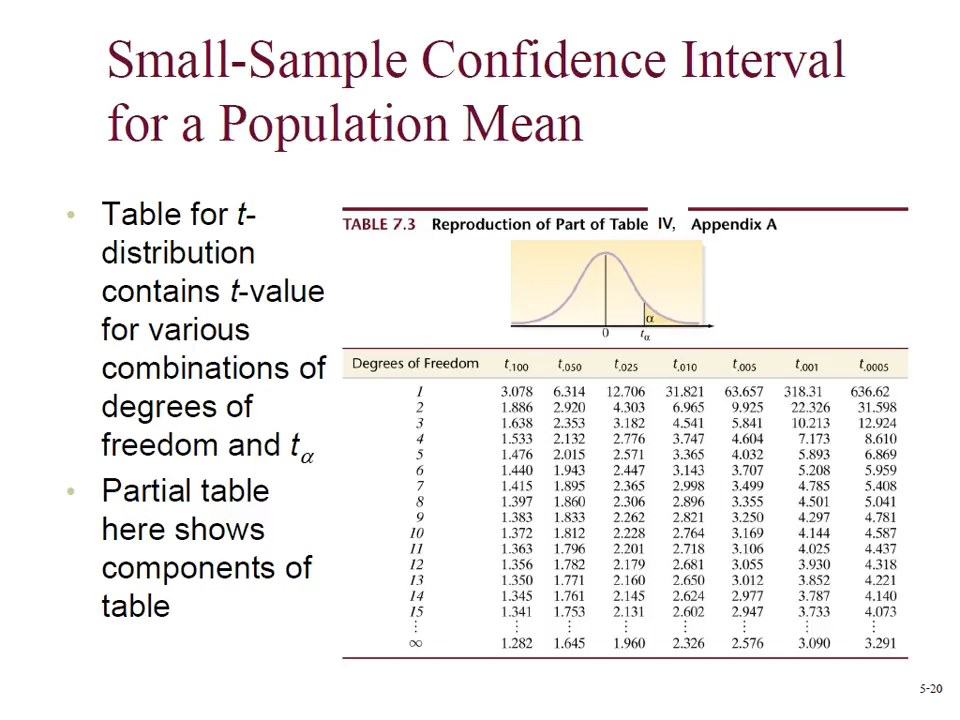 Small-Sample Confidence Interval
for a Population Mean
• Table for t-
distribution
contains t-value
for various
combinations of
degrees of
freedom and tα
• Partial table
here shows
components of
table
TABLE 7.3 Reproduction of Part of Table IV, Appendix A
α
0 tα
Degrees of Freedom t.100 t.050 t.025 t.010 t.005 t.001 t.0005
1 3.078 6.314 12.706 31.821 63.657 318.31 636.62
2 1.886 2.920 4.303 6.965 9.925 22.326 31.598
3 1.638 2.353 3.182 4.541 5.841 10.213 12.924
4 1.533 2.132 2.776 3.747 4.604 7.173 8.610
5 1.476 2.015 2.571 3.365 4.032 5.893 6.869
6 1.440 1.943 2.447 3.143 3.707 5.208 5.959
7 1.415 1.895 2.365 2.998 3.499 4.785 5.408
8 1.397 1.860 2.306 2.896 3.355 4.501 5.041
9 1.383 1.833 2.262 2.821 3.250 4.297 4.781
10 1.372 1.812 2.228 2.764 3.169 4.144 4.587
11 1.363 1.796 2.201 2.718 3.106 4.025 4.437
12 1.356 1.782 2.179 2.681 3.055 3.930 4.318
13 1.350 1.771 2.160 2.650 3.012 3.852 4.221
14 1.345 1.761 2.145 2.624 2.977 3.787 4.140
15 1.341 1.753 2.131 2.602 2.947 3.733 4.073
⋮ ⋮ ⋮ ⋮ ⋮ ⋮ ⋮ ⋮
∞ 1.282 1.645 1.960 2.326 2.576 3.090 3.291
5-20